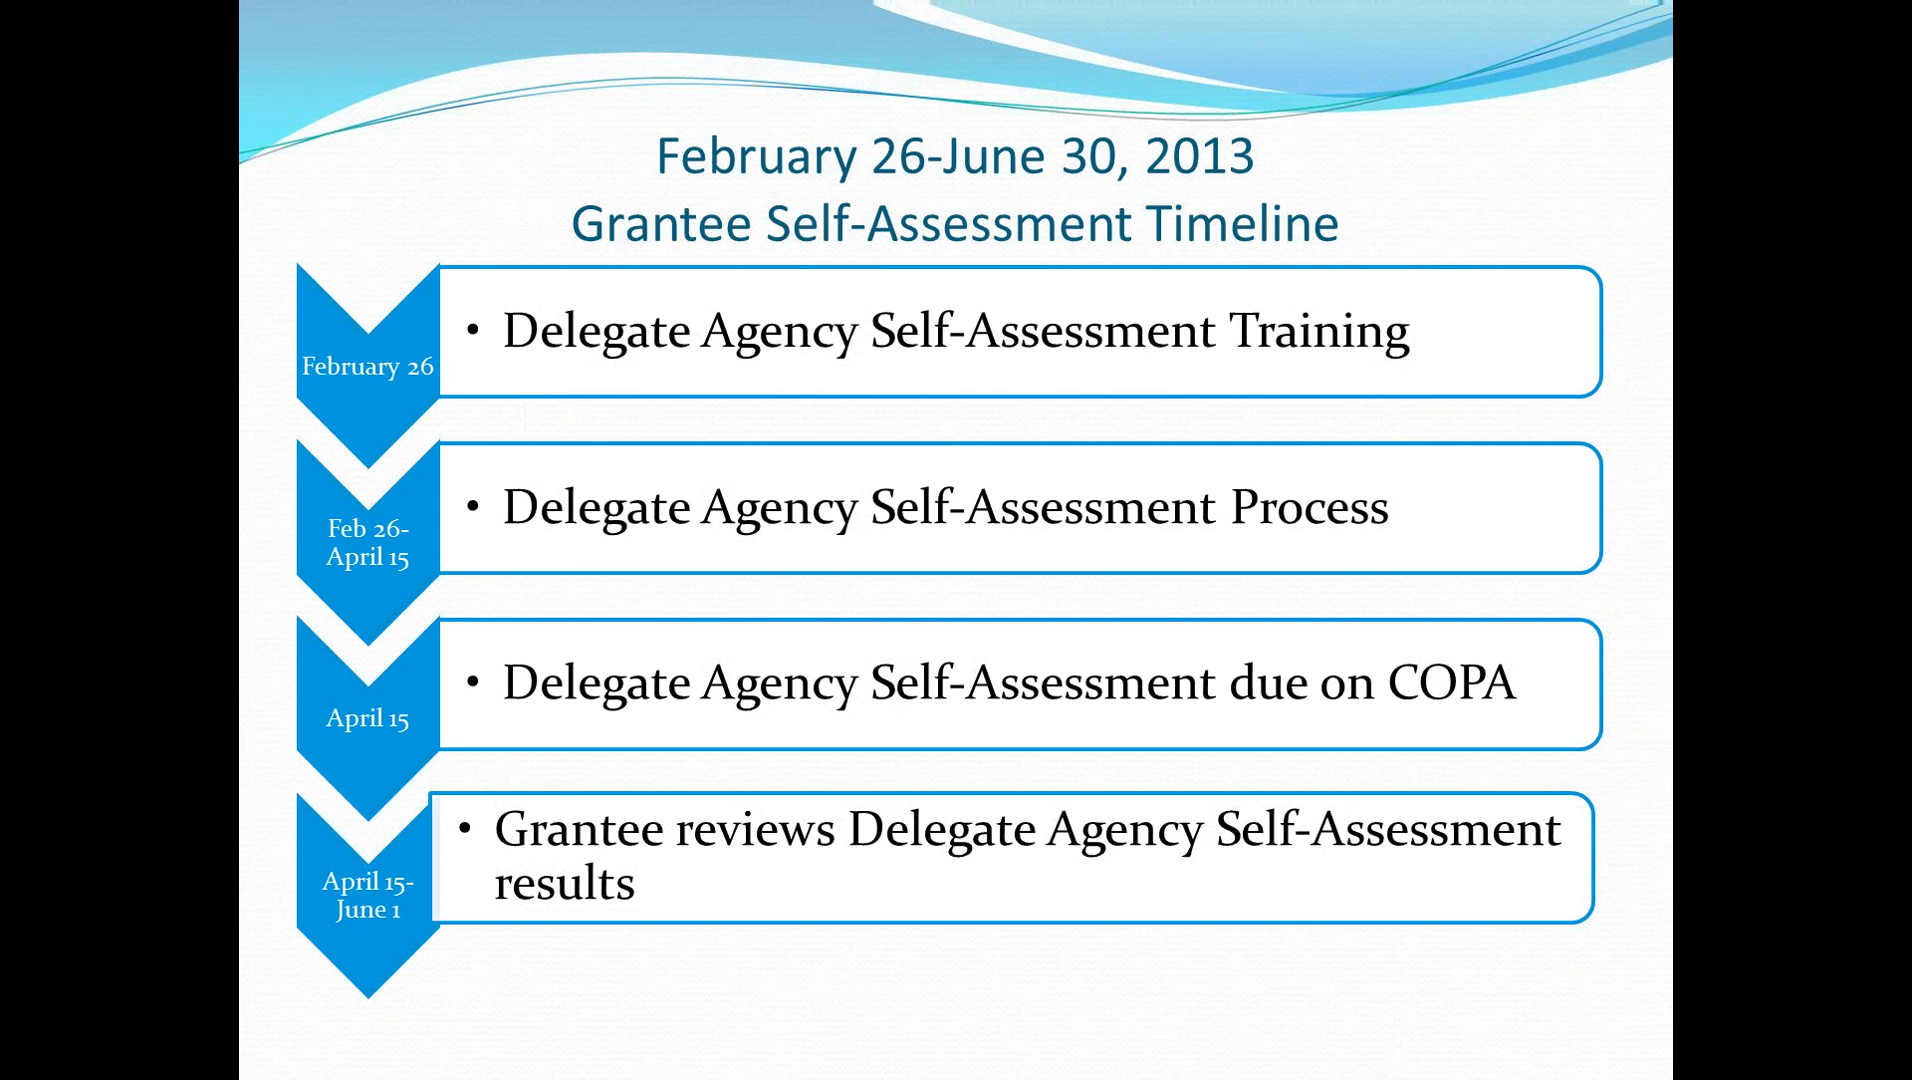 February 26-June 30, 2013
Grantee Self-Assessment Timeline
February 26
• Delegate Agency Self-Assessment Training
Feb 26-
April 15
• Delegate Agency Self-Assessment Process
April 15
• Delegate Agency Self-Assessment due on COPA
April 15-
June 1
• Grantee reviews Delegate Agency Self-Assessment
results